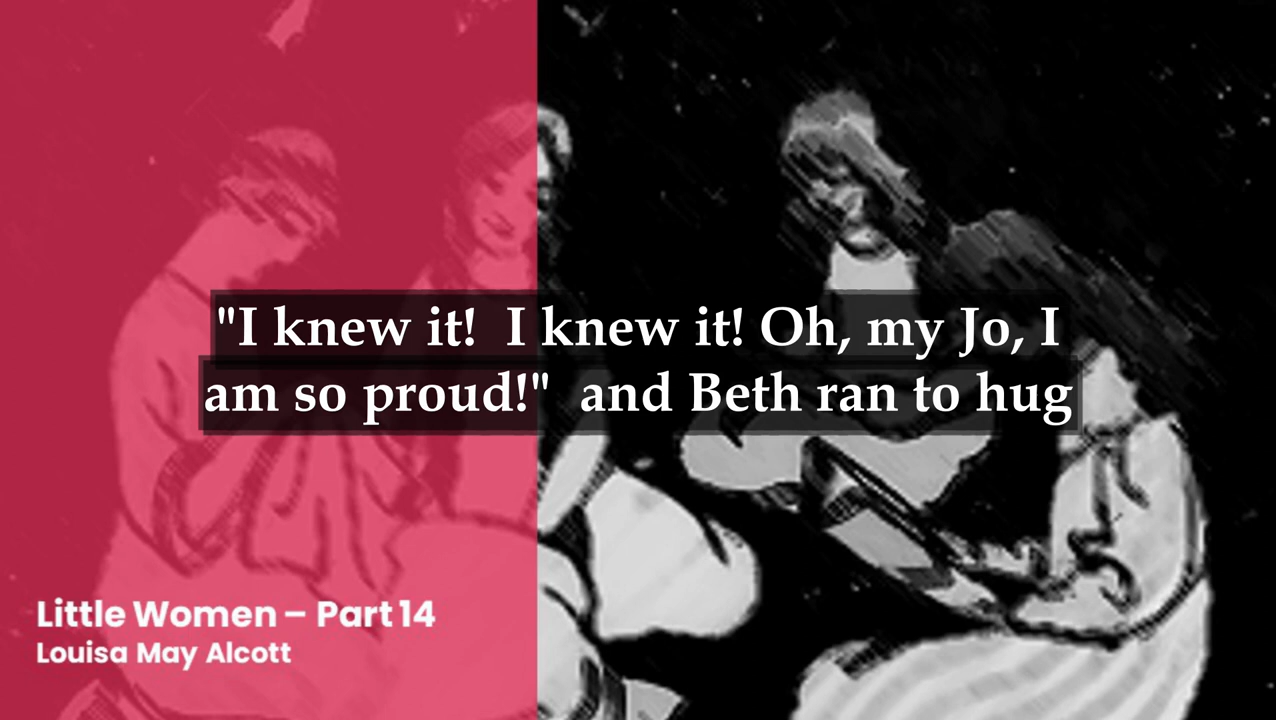 "I knew it!  I knew it! Oh, my Jo, I
am so proud!"  and Beth ran to hug
Little Women – Part 14
Louisa May Alcott